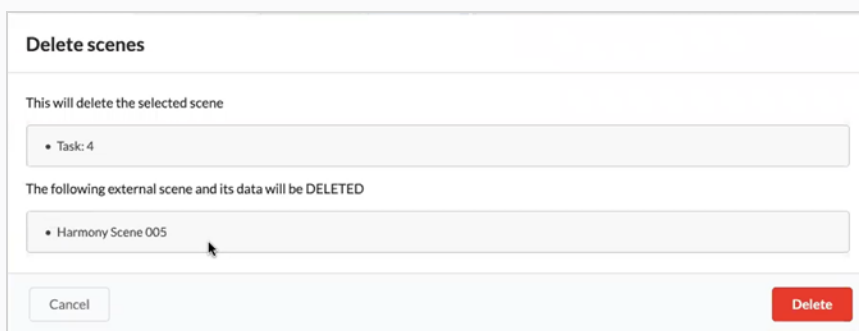 Delete scenes
This will delete the selected scene
• Task: 4
The following external scene and its data will be DELETED
• Harmony Scene 005
Cancel
Delete